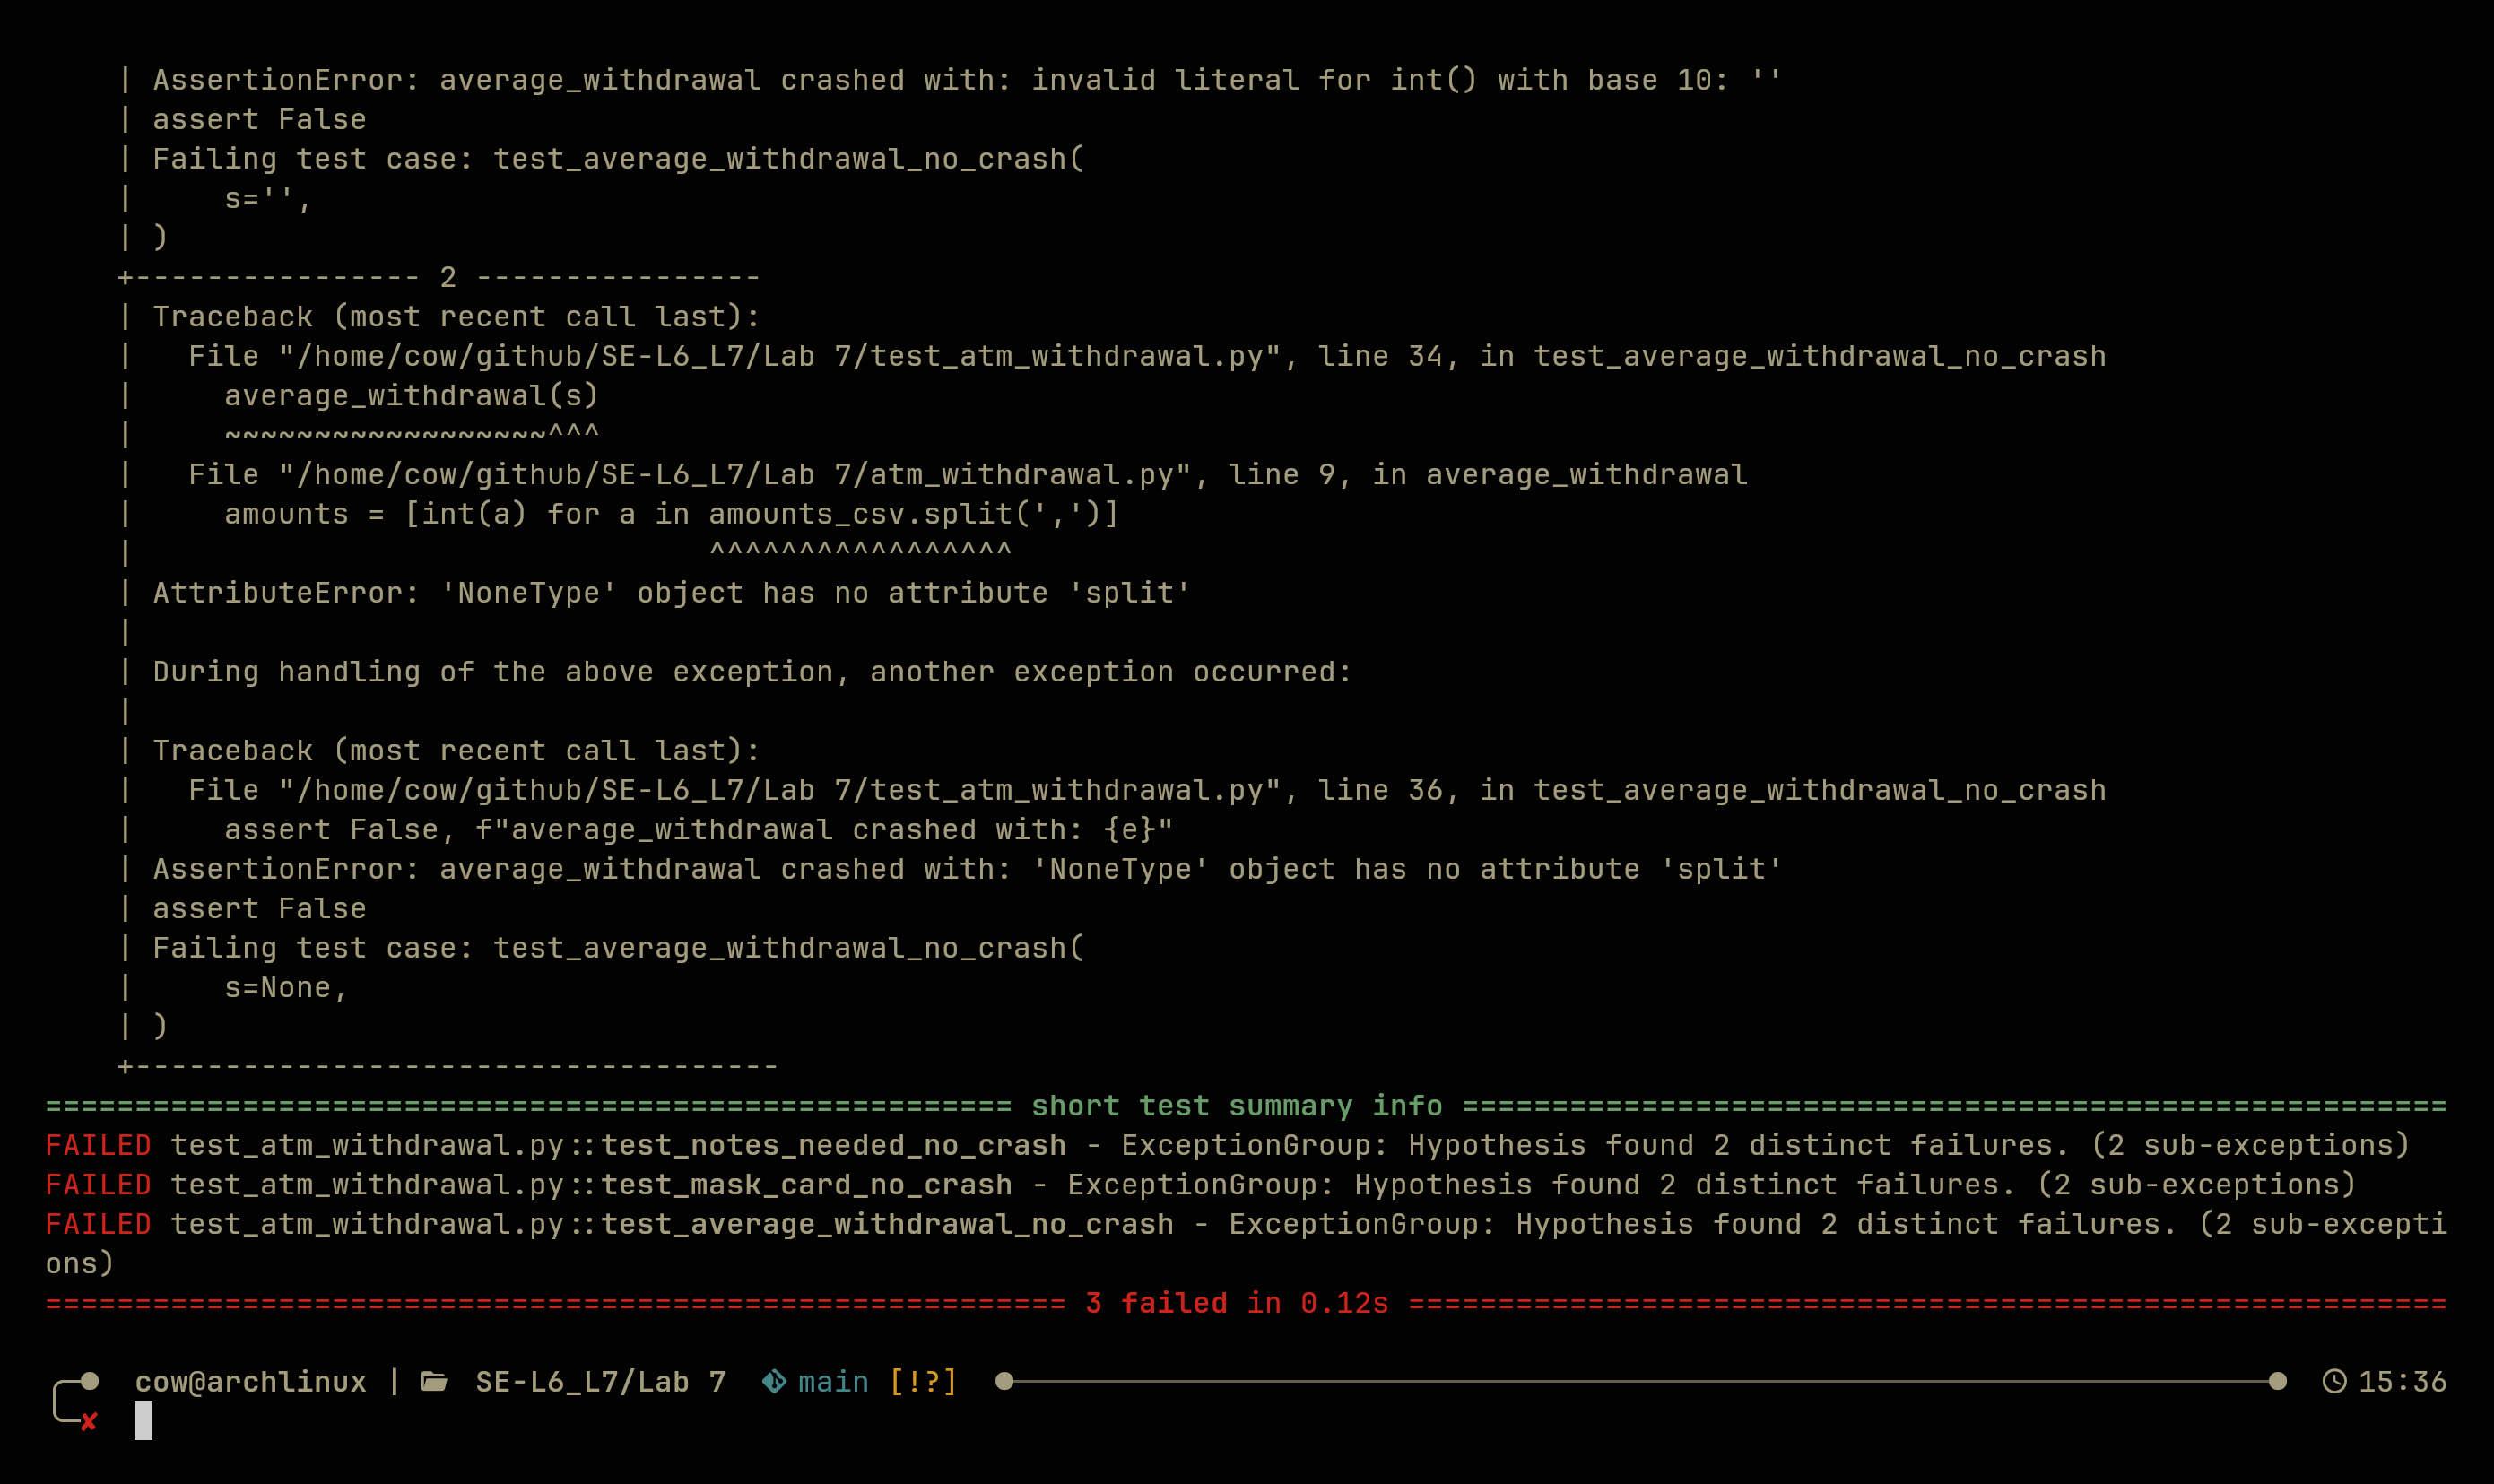 | AssertionError: average_withdrawal crashed with: invalid literal for int() with base 10: ''
| assert False
| Failing test case: test_average_withdrawal_no_crash(
|     s='',
| )
+---------------- 2 ----------------
| Traceback (most recent call last):
|   File "/home/cow/github/SE-L6_L7/Lab 7/test_atm_withdrawal.py", line 34, in test_average_withdrawal_no_crash
|     average_withdrawal(s)
|     ~~~~~~~~~~~~~~~~~~^^^
|   File "/home/cow/github/SE-L6_L7/Lab 7/atm_withdrawal.py", line 9, in average_withdrawal
|     amounts = [int(a) for a in amounts_csv.split(',')]
|                                ^^^^^^^^^^^^^^^^^
| AttributeError: 'NoneType' object has no attribute 'split'
|
| During handling of the above exception, another exception occurred:
|
| Traceback (most recent call last):
|   File "/home/cow/github/SE-L6_L7/Lab 7/test_atm_withdrawal.py", line 36, in test_average_withdrawal_no_crash
|     assert False, f"average_withdrawal crashed with: {e}"
| AssertionError: average_withdrawal crashed with: 'NoneType' object has no attribute 'split'
| assert False
| Failing test case: test_average_withdrawal_no_crash(
|     s=None,
| )
+------------------------------------
====================================================== short test summary info =======================================================
FAILED test_atm_withdrawal.py::test_notes_needed_no_crash - ExceptionGroup: Hypothesis found 2 distinct failures. (2 sub-exceptions)
FAILED test_atm_withdrawal.py::test_mask_card_no_crash - ExceptionGroup: Hypothesis found 2 distinct failures. (2 sub-exceptions)
FAILED test_atm_withdrawal.py::test_average_withdrawal_no_crash - ExceptionGroup: Hypothesis found 2 distinct failures. (2 sub-excepti
ons)
========================================================= 3 failed in 0.12s ==========================================================
cow@archlinux | SE-L6_L7/Lab 7 main [!?] 15:36
✘